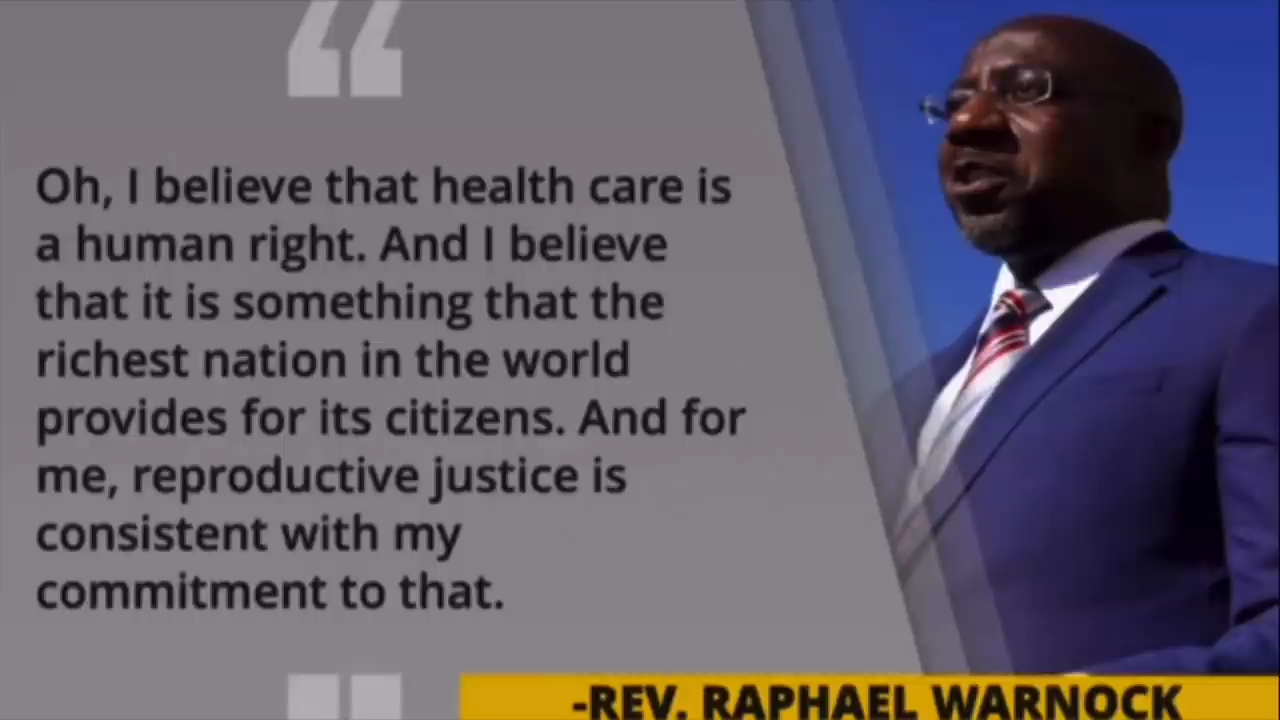 Oh, I believe that health care is
a human right. And I believe
that it is something that the
richest nation in the world
provides for its citizens. And for
me, reproductive justice is
consistent with my
commitment to that.
-REV. RAPHAEL WARNOCK